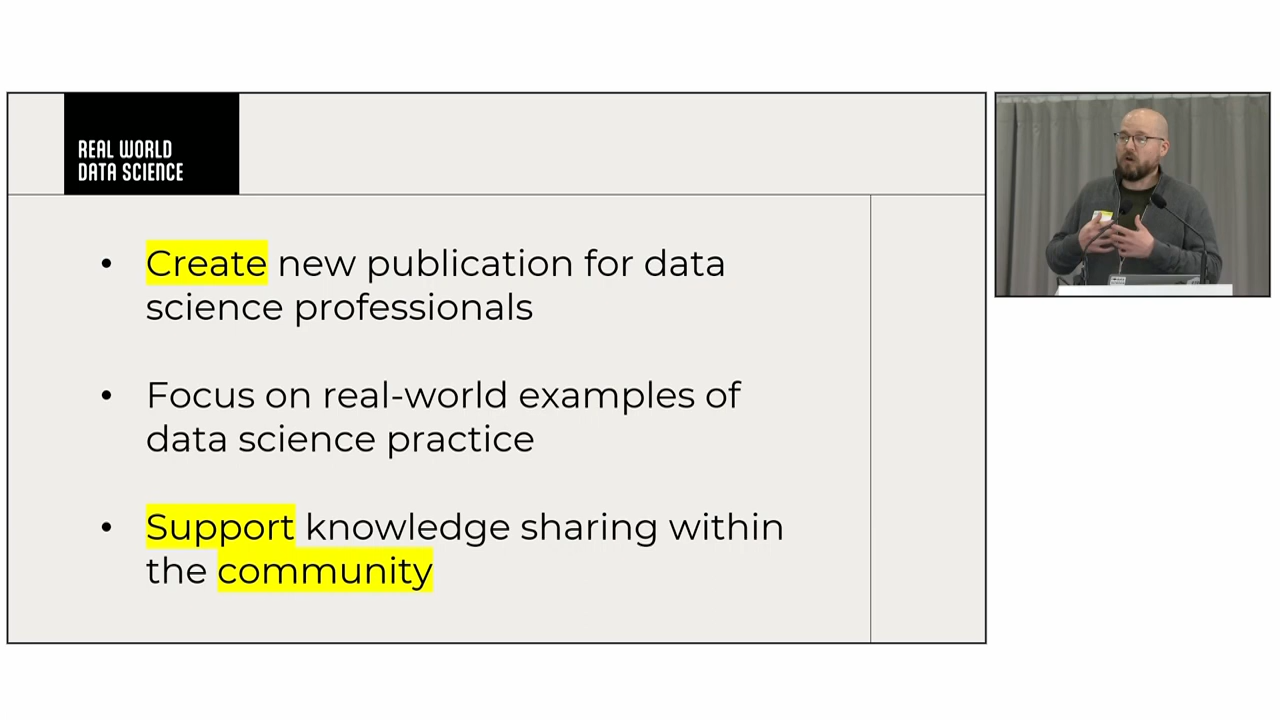 REAL WORLD
DATA SCIENCE
• Create new publication for data
science professionals
• Focus on real-world examples of
data science practice
• Support knowledge sharing within
the community